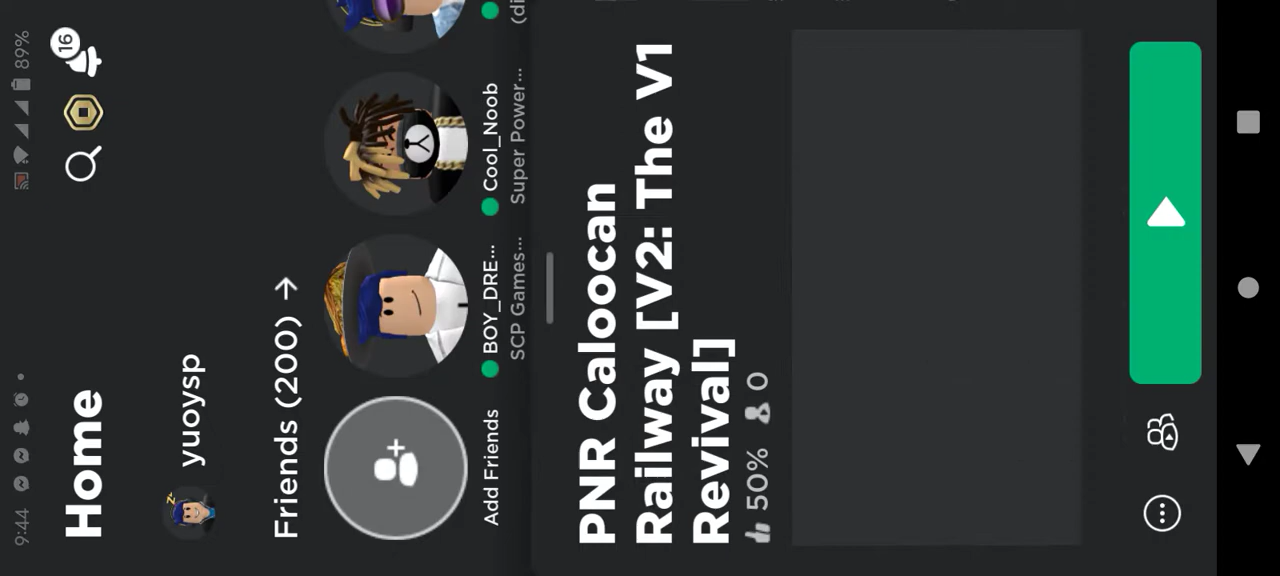 9:44
89%
Home
16
yuoysp
Friends (200) →
Add Friends
BOY_DRE...
SCP Games...
Cool_Noob
Super Power...
(di
PNR Caloocan
Railway [V2: The V1
Revival]
50% 0